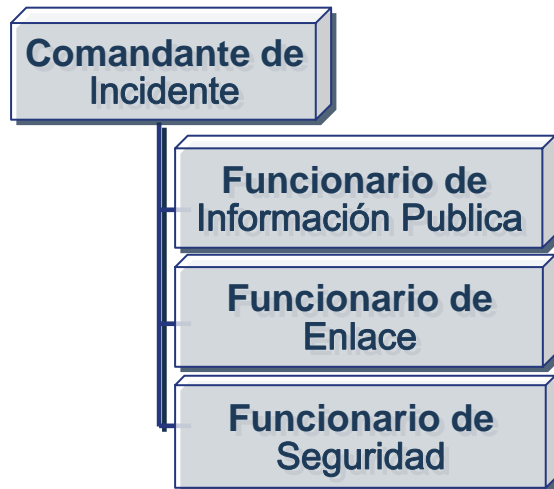 Comandante de
Incidente
Funcionario de
Información Publica
Funcionario de
Enlace
Funcionario de
Seguridad